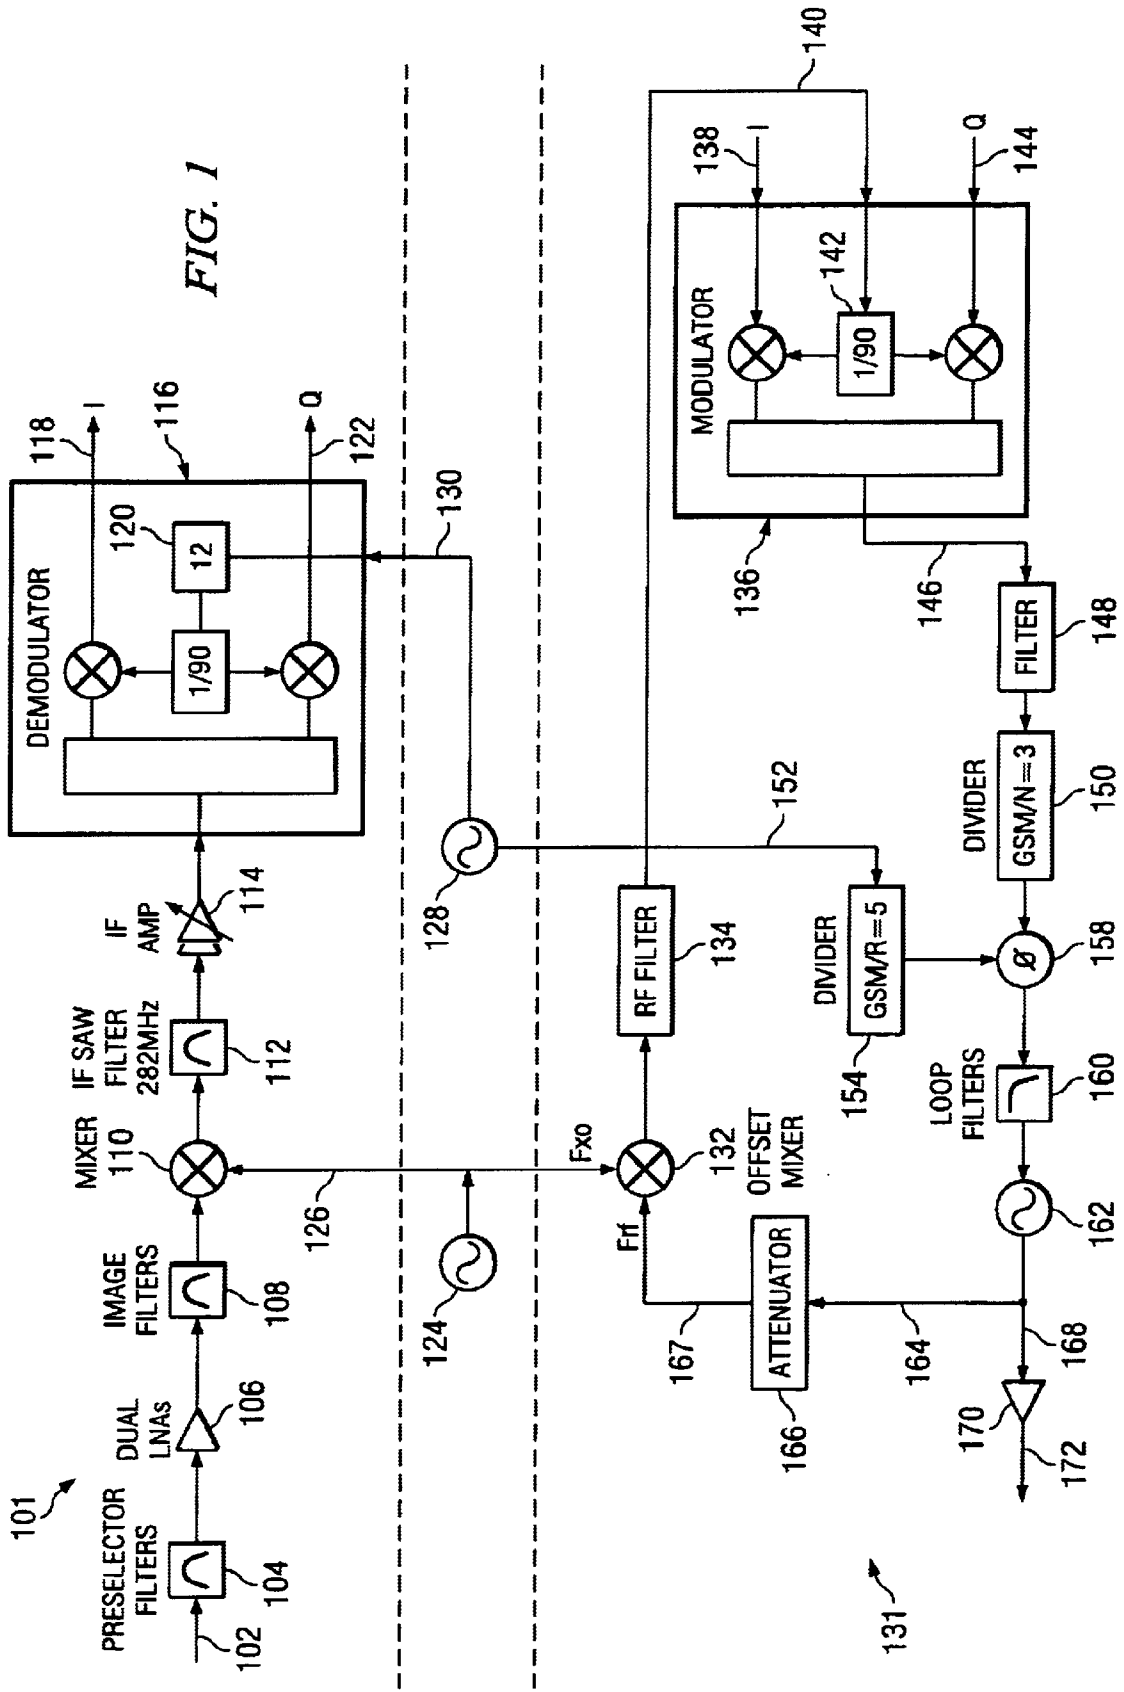 FIG. 1
101
102
PRESELECTOR
FILTERS
104
DUAL
LNAs
106
IMAGE
FILTERS
108
MIXER
110
IF SAW
FILTER
282MHz
112
IF
AMP
114
DEMODULATOR
116
1/90
12
120
118
I
Q
122
124
126
128
130
Fxo
Frf
132
OFFSET
MIXER
RF FILTER
134
140
MODULATOR
136
138
I
1/90
142
Q
144
146
FILTER
148
DIVIDER
GSM/N=3
150
152
DIVIDER
GSM/R=5
154
Ø
158
LOOP
FILTERS
160
162
164
ATTENUATOR
166
167
168
170
172
131